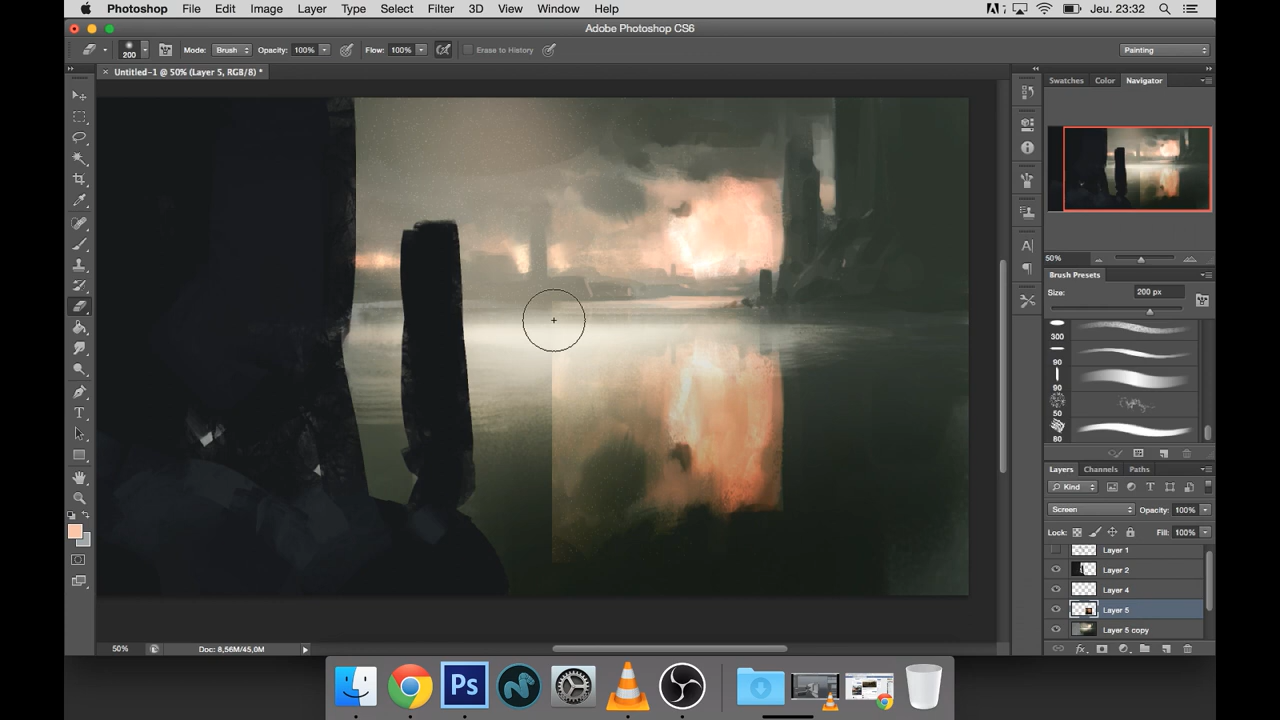 Photoshop File Edit Image Layer Type Select Filter 3D View Window Help Jeu. 23:32
Adobe Photoshop CS6
200 Mode: Brush Opacity: 100% Flow: 100% Erase to History Painting
Untitled-1 @ 50% (Layer 5, RGB/8) *
Swatches Color Navigator
50%
Brush Presets
Size: 200 px
300
90
90
50
80
Layers Channels Paths
Kind
Screen Opacity: 100%
Lock: Fill: 100%
Layer 1
Layer 2
Layer 4
Layer 5
Layer 5 copy
fx
50% Doc: 8,56M/45,0M
Ps